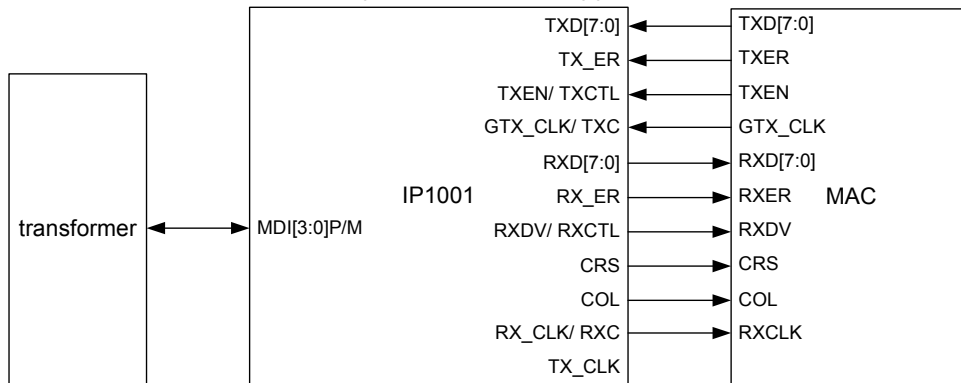 TXD[7:0] TXD[7:0]
TX_ER TXER
TXEN/ TXCTL TXEN
GTX_CLK/ TXC GTX_CLK
RXD[7:0] RXD[7:0]
IP1001 RX_ER RXER MAC
transformer MDI[3:0]P/M RXDV/ RXCTL RXDV
CRS CRS
COL COL
RX_CLK/ RXC RXCLK
TX_CLK